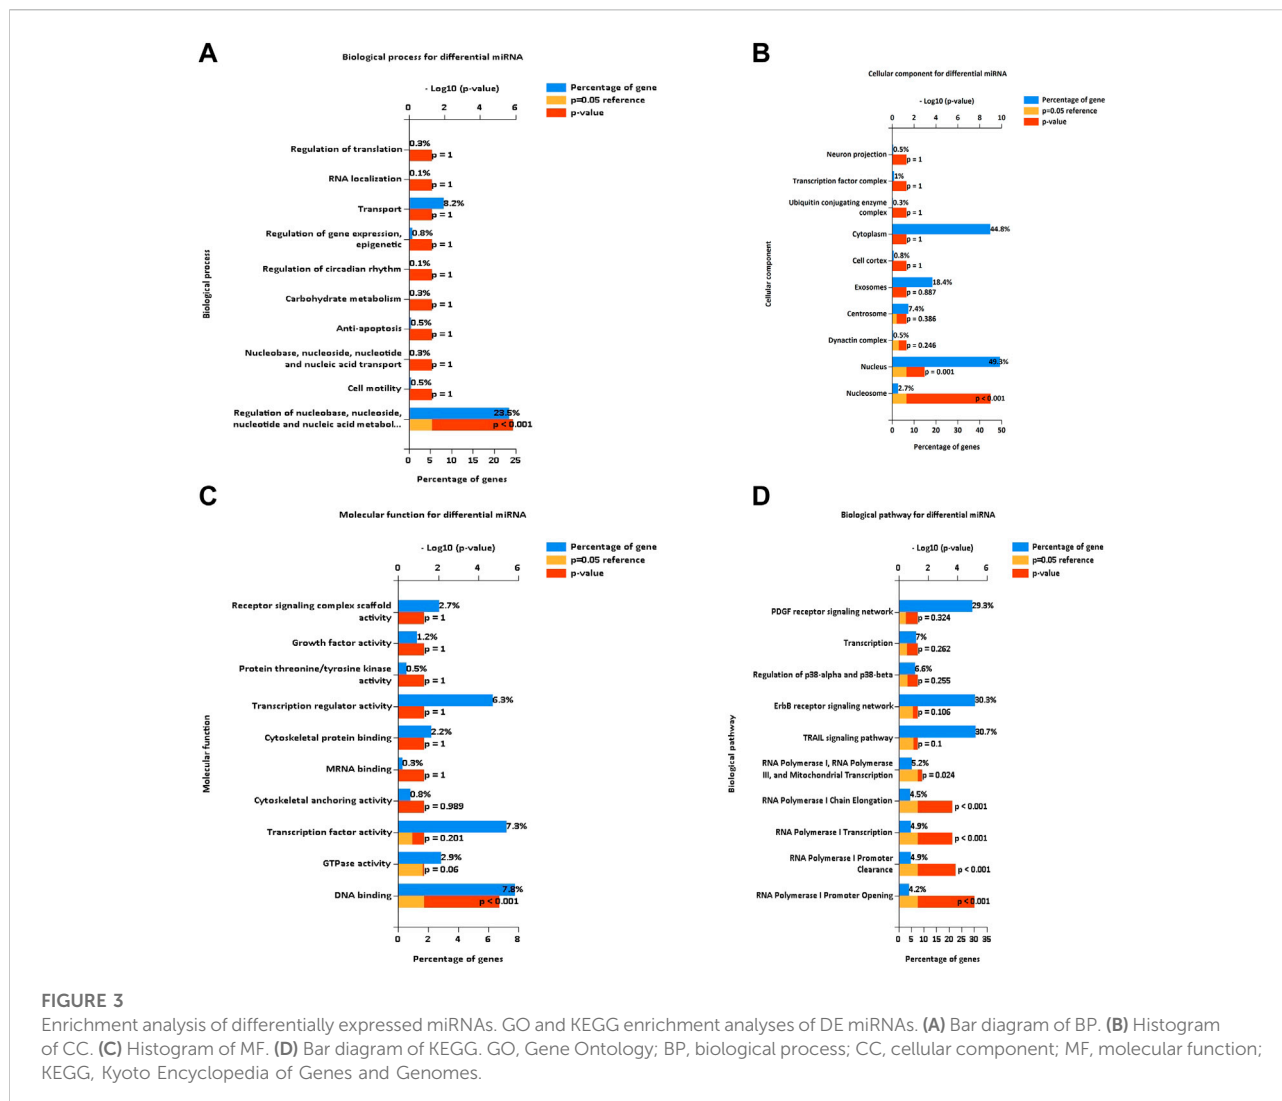 A
Biological process for differential miRNA
- Log10 (p-value)
0 2 4 6
Percentage of gene
p=0.05 reference
p-value
Biological process
Regulation of translation
0.3%
p = 1
RNA localization
0.1%
p = 1
Transport
8.2%
p = 1
Regulation of gene expression,
epigenetic
0.8%
p = 1
Regulation of circadian rhythm
0.1%
p = 1
Carbohydrate metabolism
0.3%
p = 1
Anti-apoptosis
0.5%
p = 1
Nucleobase, nucleoside, nucleotide
and nucleic acid transport
0.3%
p = 1
Cell motility
0.5%
p = 1
Regulation of nucleobase, nucleoside,
nucleotide and nucleic acid metabol...
23.5%
p < 0.001
0 5 10 15 20 25
Percentage of genes
B
Cellular component for differential miRNA
- Log10 (p-value)
0 2 4 6 8 10
Percentage of gene
p=0.05 reference
p-value
Cellular component
Neuron projection
0.5%
p = 1
Transcription factor complex
1%
p = 1
Ubiquitin conjugating enzyme
complex
0.3%
p = 1
Cytoplasm
44.8%
p = 1
Cell cortex
0.8%
p = 1
Exosomes
18.4%
p = 0.887
Centrosome
7.4%
p = 0.386
Dynactin complex
0.5%
p = 0.246
Nucleus
49.3%
p = 0.001
Nucleosome
2.7%
p < 0.001
0 10 20 30 40 50
Percentage of genes
C
Molecular function for differential miRNA
- Log10 (p-value)
0 2 4 6
Percentage of gene
p=0.05 reference
p-value
Molecular function
Receptor signaling complex scaffold
activity
2.7%
p = 1
Growth factor activity
1.2%
p = 1
Protein threonine/tyrosine kinase
activity
0.5%
p = 1
Transcription regulator activity
6.3%
p = 1
Cytoskeletal protein binding
2.2%
p = 1
MRNA binding
0.3%
p = 1
Cytoskeletal anchoring activity
0.8%
p = 0.989
Transcription factor activity
7.3%
p = 0.201
GTPase activity
2.9%
p = 0.06
DNA binding
7.8%
p < 0.001
0 2 4 6 8
Percentage of genes
D
Biological pathway for differential miRNA
- Log10 (p-value)
0 1 2 3 4 5 6
Percentage of gene
p=0.05 reference
p-value
Biological pathway
PDGF receptor signaling network
29.3%
p = 0.324
Transcription
7%
p = 0.262
Regulation of p38-alpha and p38-beta
6.6%
p = 0.255
ErbB receptor signaling network
30.3%
p = 0.106
TRAIL signaling pathway
30.7%
p = 0.1
RNA Polymerase I, RNA Polymerase
III, and Mitochondrial Transcription
5.2%
p = 0.024
RNA Polymerase I Chain Elongation
4.5%
p < 0.001
RNA Polymerase I Transcription
4.9%
p < 0.001
RNA Polymerase I Promoter
Clearance
4.9%
p < 0.001
RNA Polymerase I Promoter Opening
4.2%
p < 0.001
0 5 10 15 20 25 30 35
Percentage of genes
FIGURE 3
Enrichment analysis of differentially expressed miRNAs. GO and KEGG enrichment analyses of DE miRNAs. (A) Bar diagram of BP. (B) Histogram
of CC. (C) Histogram of MF. (D) Bar diagram of KEGG. GO, Gene Ontology; BP, biological process; CC, cellular component; MF, molecular function;
KEGG, Kyoto Encyclopedia of Genes and Genomes.